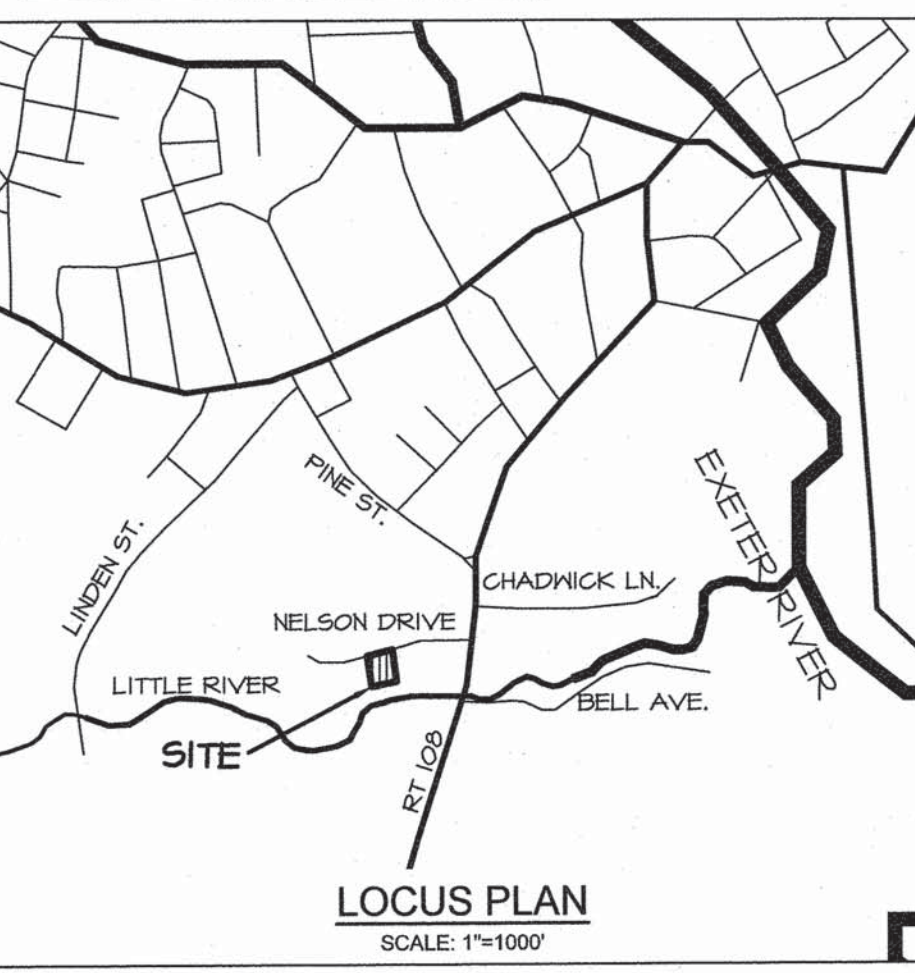 PINE ST.
EXETER RIVER
LINDEN ST.
CHADWICK LN.
NELSON DRIVE
LITTLE RIVER
BELL AVE.
SITE
RT 108
LOCUS PLAN
SCALE: 1"=1000'